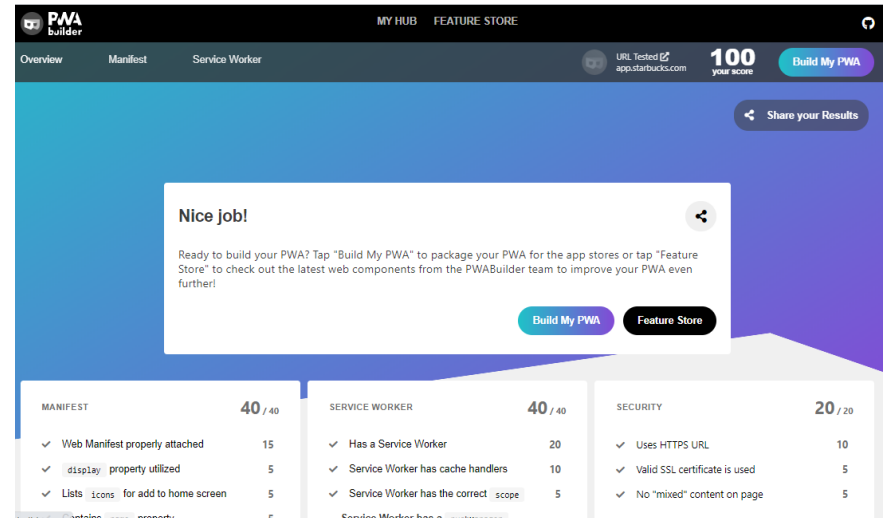 PWA
builder
MY HUB FEATURE STORE
Overview Manifest Service Worker
URL Tested
app.starbucks.com
100
your score
Build My PWA
Share your Results
Nice job!
Ready to build your PWA? Tap "Build My PWA" to package your PWA for the app stores or tap "Feature
Store" to check out the latest web components from the PWABuilder team to improve your PWA even
further!
Build My PWA Feature Store
MANIFEST 40 / 40
Web Manifest properly attached 15
display property utilized 5
Lists icons for add to home screen 5
Contains name property 5
SERVICE WORKER 40 / 40
Has a Service Worker 20
Service Worker has cache handlers 10
Service Worker has the correct scope 5
Service Worker has a
SECURITY 20 / 20
Uses HTTPS URL 10
Valid SSL certificate is used 5
No "mixed" content on page 5